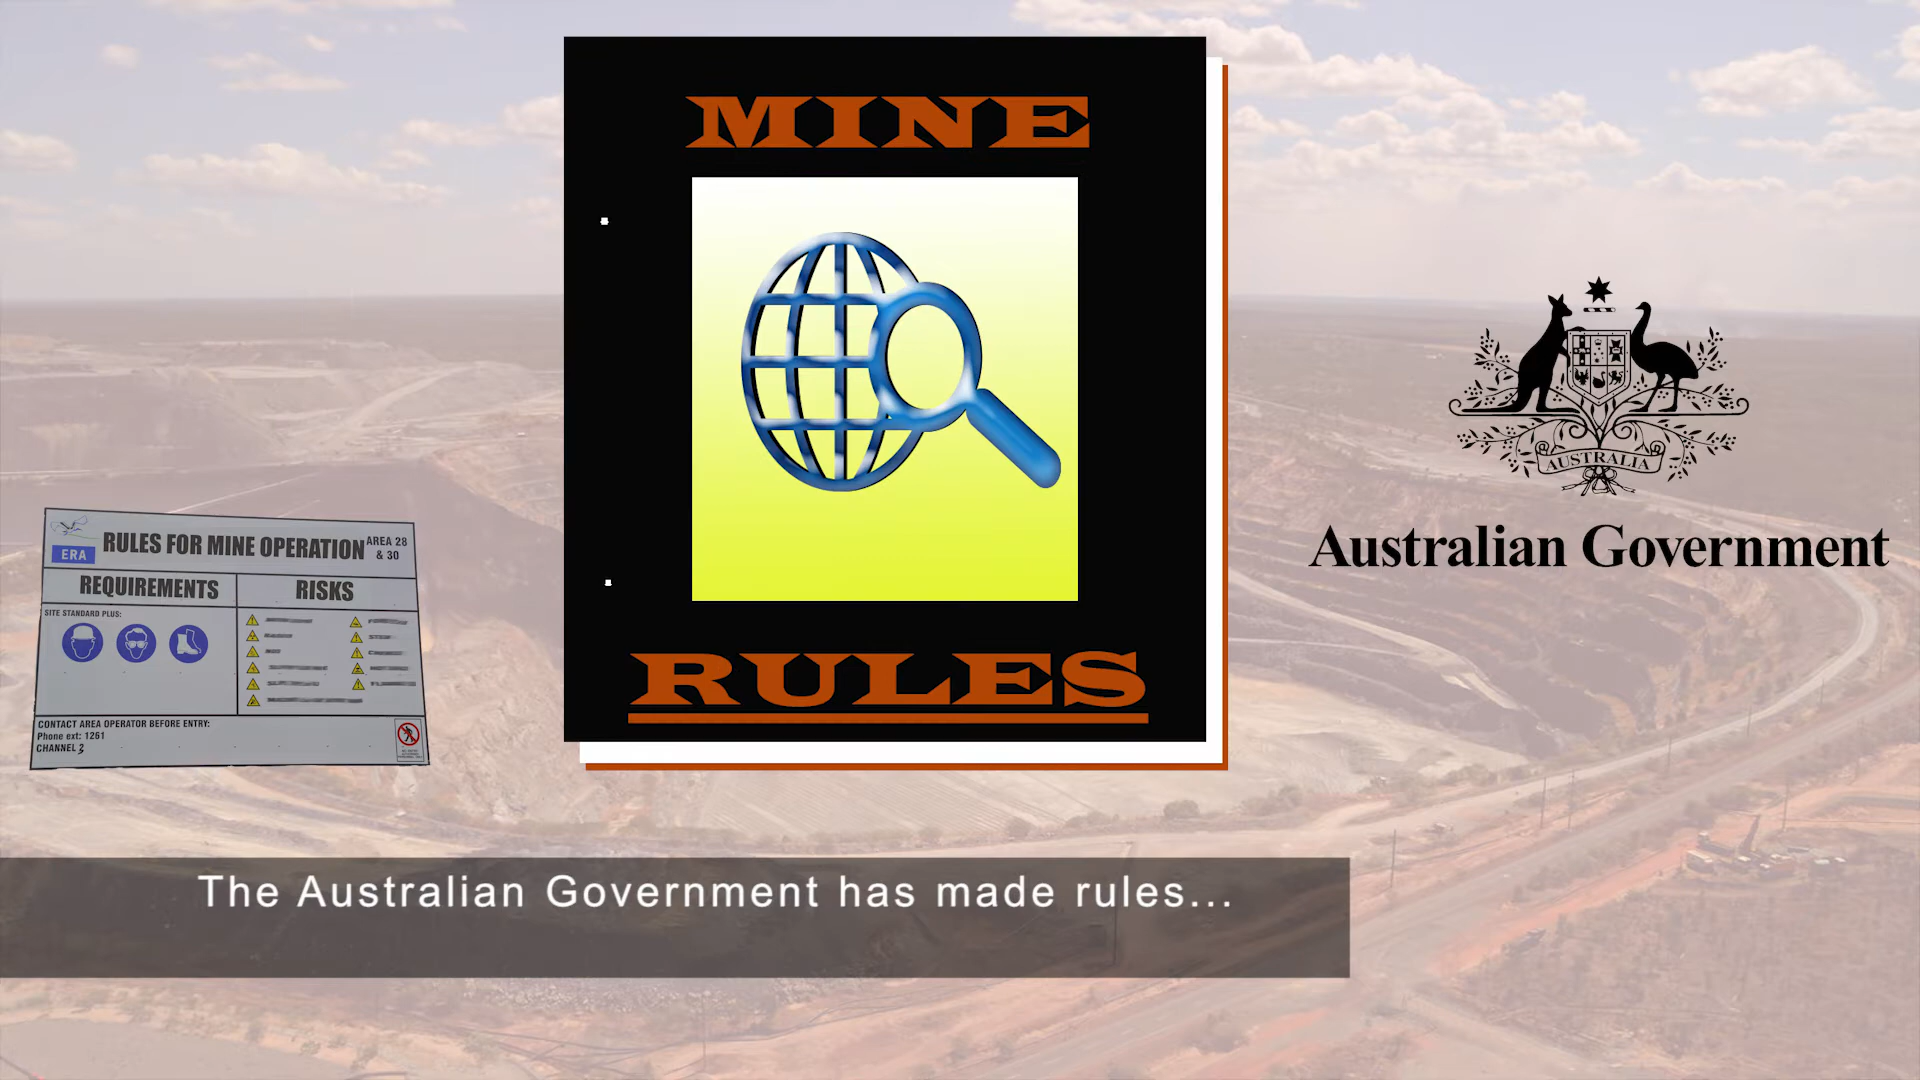 MINE
RULES
AUSTRALIA
Australian Government
ERA
RULES FOR MINE OPERATION
AREA 28
& 30
REQUIREMENTS
RISKS
SITE STANDARD PLUS:
CONTACT AREA OPERATOR BEFORE ENTRY:
Phone ext: 1261
CHANNEL 2
The Australian Government has made rules...